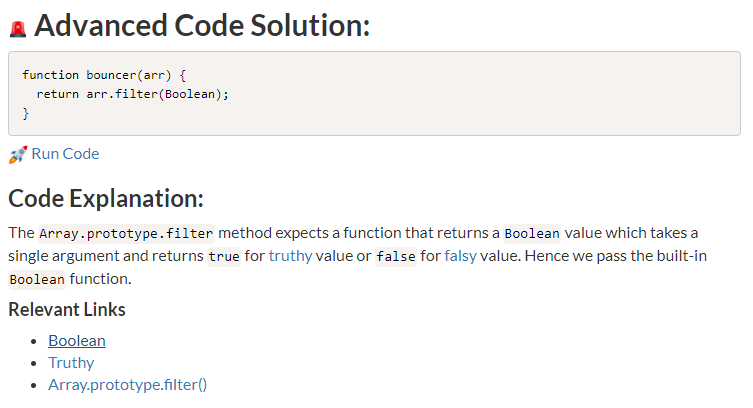 🚨 Advanced Code Solution:
function bouncer(arr) {
  return arr.filter(Boolean);
}
🚀 Run Code
Code Explanation:
The Array.prototype.filter method expects a function that returns a Boolean value which takes a
single argument and returns true for truthy value or false for falsy value. Hence we pass the built-in
Boolean function.
Relevant Links
• Boolean
• Truthy
• Array.prototype.filter()